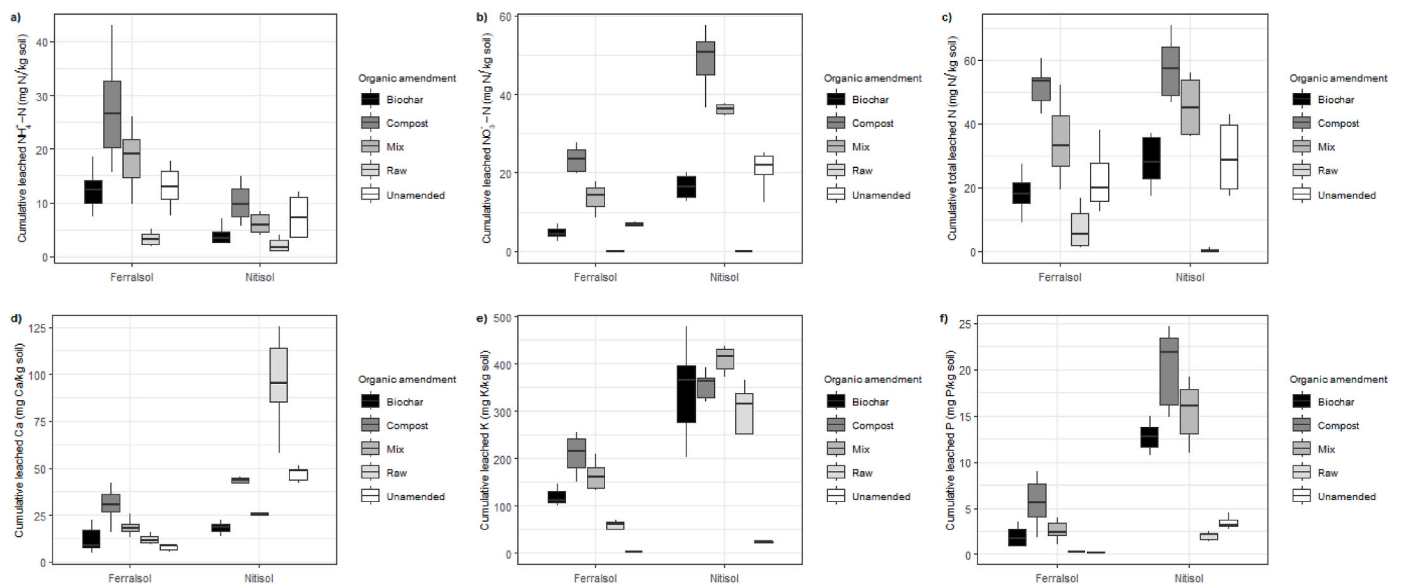 a)
Cumulative leached NH₄⁺–N (mg N/kg soil)
40
30
20
10
0
Ferralsol Nitisol
Organic amendment
Biochar
Compost
Mix
Raw
Unamended
b)
Cumulative leached NO₃⁻–N (mg N/kg soil)
60
40
20
0
Ferralsol Nitisol
Organic amendment
Biochar
Compost
Mix
Raw
Unamended
c)
Cumulative total leached N (mg N/kg soil)
60
40
20
0
Ferralsol Nitisol
Organic amendment
Biochar
Compost
Mix
Raw
Unamended
d)
Cumulative leached Ca (mg Ca/kg soil)
125
100
75
50
25
0
Ferralsol Nitisol
Organic amendment
Biochar
Compost
Mix
Raw
Unamended
e)
Cumulative leached K (mg K/kg soil)
500
400
300
200
100
0
Ferralsol Nitisol
Organic amendment
Biochar
Compost
Mix
Raw
Unamended
f)
Cumulative leached P (mg P/kg soil)
25
20
15
10
5
0
Ferralsol Nitisol
Organic amendment
Biochar
Compost
Mix
Raw
Unamended